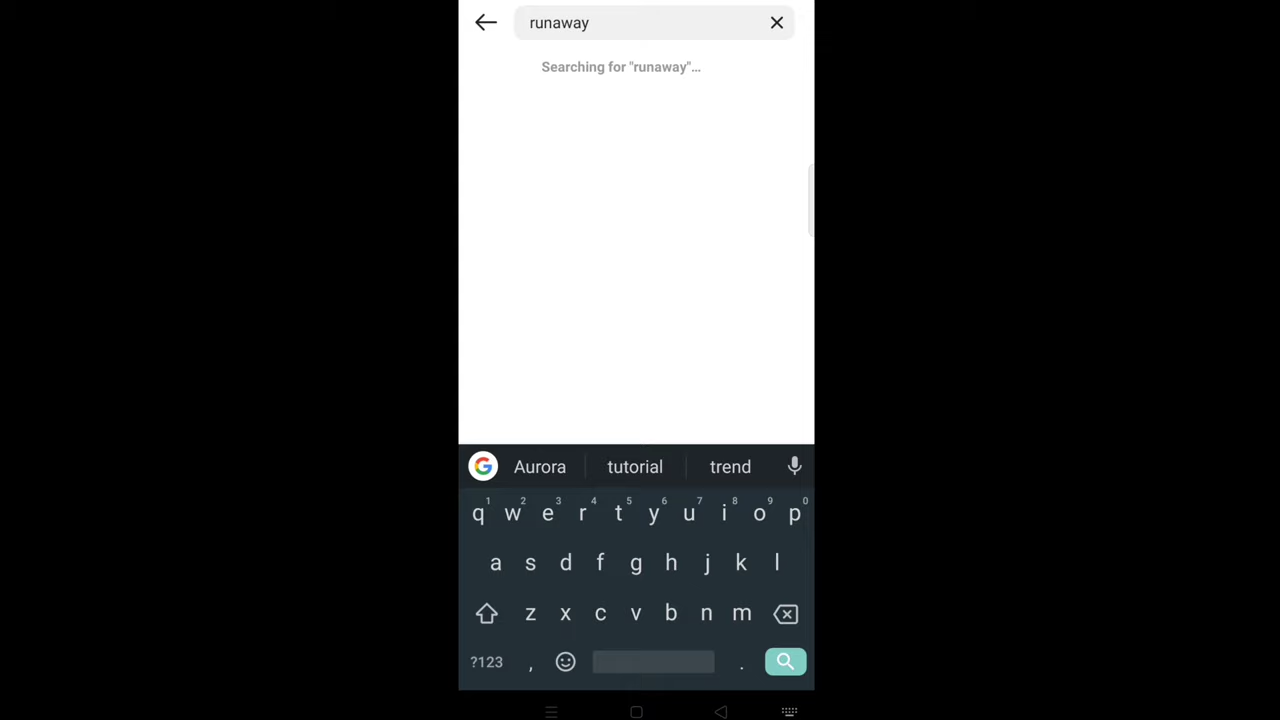 runaway
Searching for "runaway"…
Aurora tutorial trend
1 2 3 4 5 6 7 8 9 0
q w e r t y u i o p
a s d f g h j k l
z x c v b n m
?123 , .